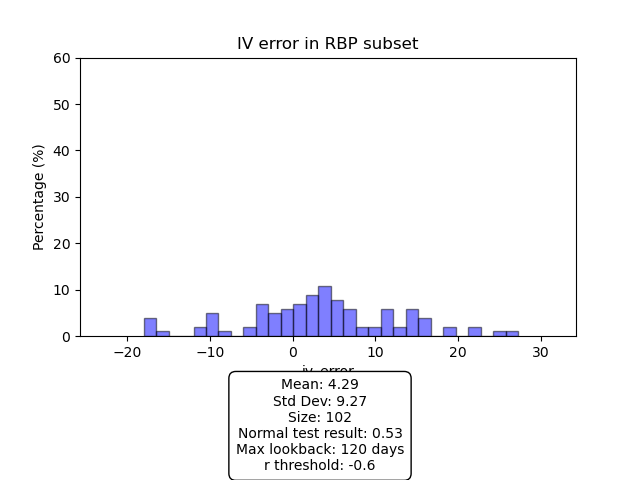 IV error in RBP subset
60
50
40
30
20
10
0
Percentage (%)
−20 −10 0 10 20 30
iv_error
Mean: 4.29
Std Dev: 9.27
Size: 102
Normal test result: 0.53
Max lookback: 120 days
r threshold: -0.6